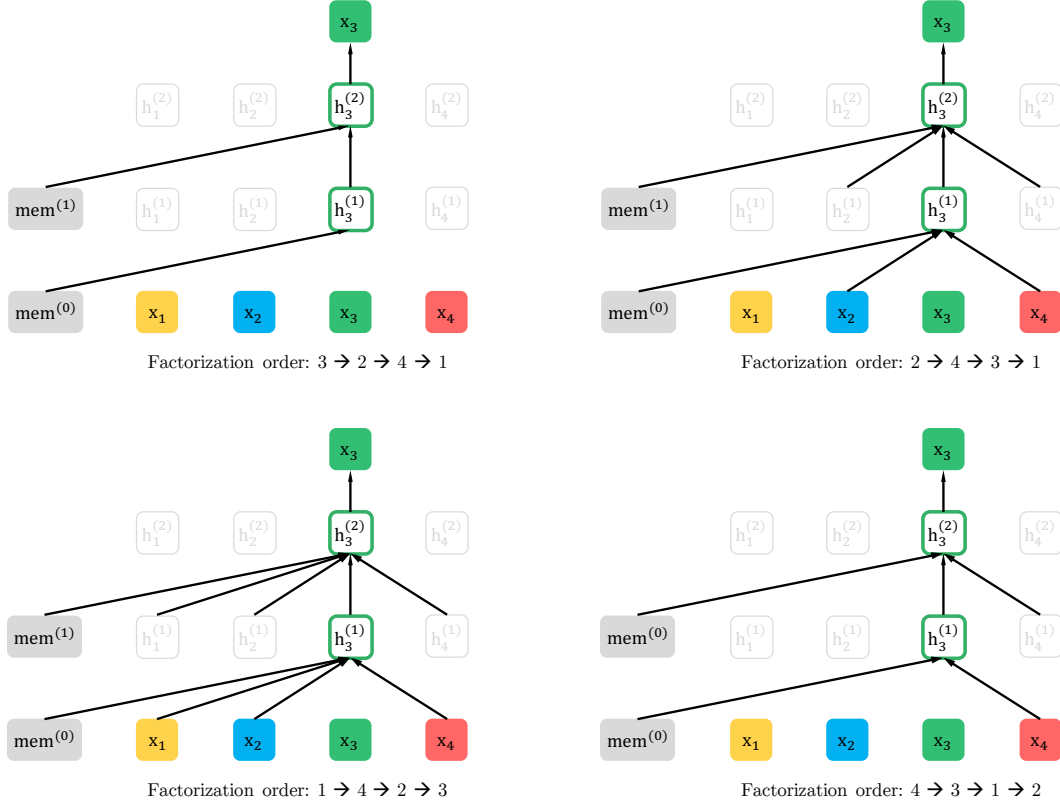 x₃ x₃
h₁⁽²⁾ h₂⁽²⁾ h₃⁽²⁾ h₄⁽²⁾ h₁⁽²⁾ h₂⁽²⁾ h₃⁽²⁾ h₄⁽²⁾
mem⁽¹⁾ h₁⁽¹⁾ h₂⁽¹⁾ h₃⁽¹⁾ h₄⁽¹⁾ mem⁽¹⁾ h₁⁽¹⁾ h₂⁽¹⁾ h₃⁽¹⁾ h₄⁽¹⁾
mem⁽⁰⁾ x₁ x₂ x₃ x₄ mem⁽⁰⁾ x₁ x₂ x₃ x₄
Factorization order: 3 → 2 → 4 → 1 Factorization order: 2 → 4 → 3 → 1
x₃ x₃
h₁⁽²⁾ h₂⁽²⁾ h₃⁽²⁾ h₄⁽²⁾ h₁⁽²⁾ h₂⁽²⁾ h₃⁽²⁾ h₄⁽²⁾
mem⁽¹⁾ h₁⁽¹⁾ h₂⁽¹⁾ h₃⁽¹⁾ h₄⁽¹⁾ mem⁽⁰⁾ h₁⁽¹⁾ h₂⁽¹⁾ h₃⁽¹⁾ h₄⁽¹⁾
mem⁽⁰⁾ x₁ x₂ x₃ x₄ mem⁽⁰⁾ x₁ x₂ x₃ x₄
Factorization order: 1 → 4 → 2 → 3 Factorization order: 4 → 3 → 1 → 2